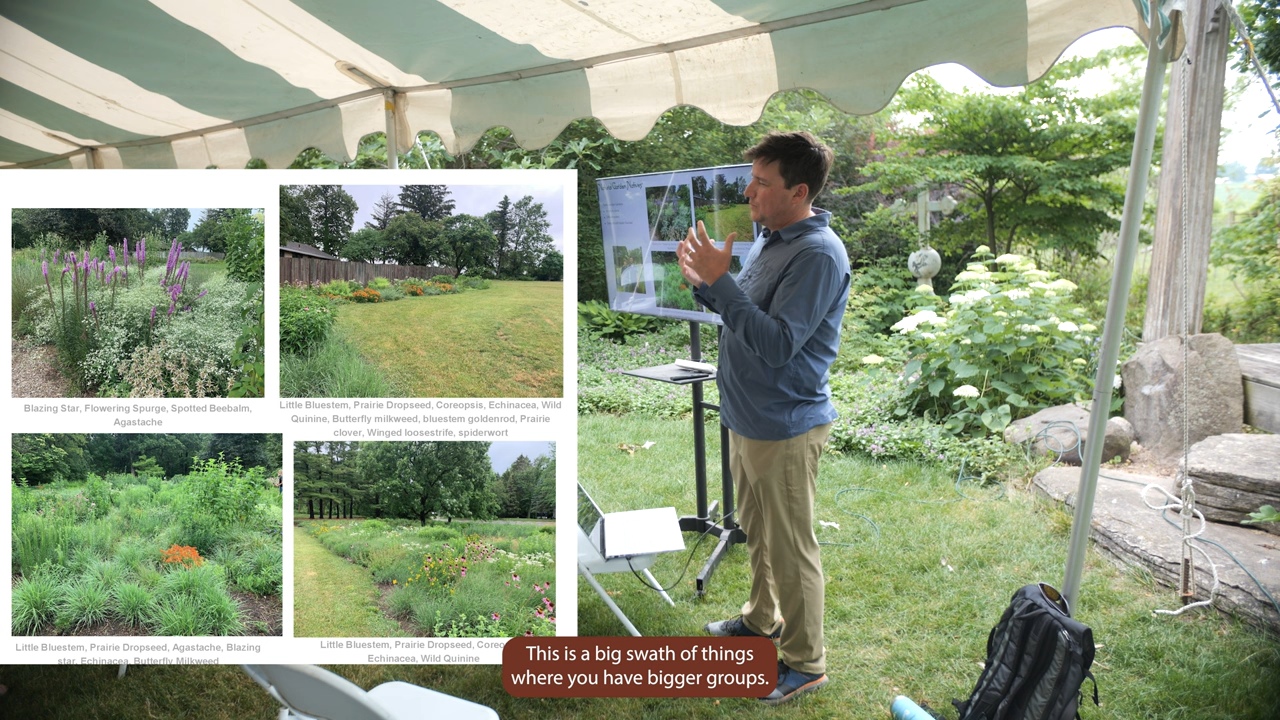 Blazing Star, Flowering Spurge, Spotted Beebalm,
Agastache
Little Bluestem, Prairie Dropseed, Coreopsis, Echinacea, Wild
Quinine, Butterfly milkweed, bluestem goldenrod, Prairie
clover, Winged loosestrife, spiderwort
Little Bluestem, Prairie Dropseed, Agastache, Blazing
star, Echinacea, Butterfly Milkweed
Little Bluestem, Prairie Dropseed,
Echinacea, Wild Quinine
This is a big swath of things
where you have bigger groups.